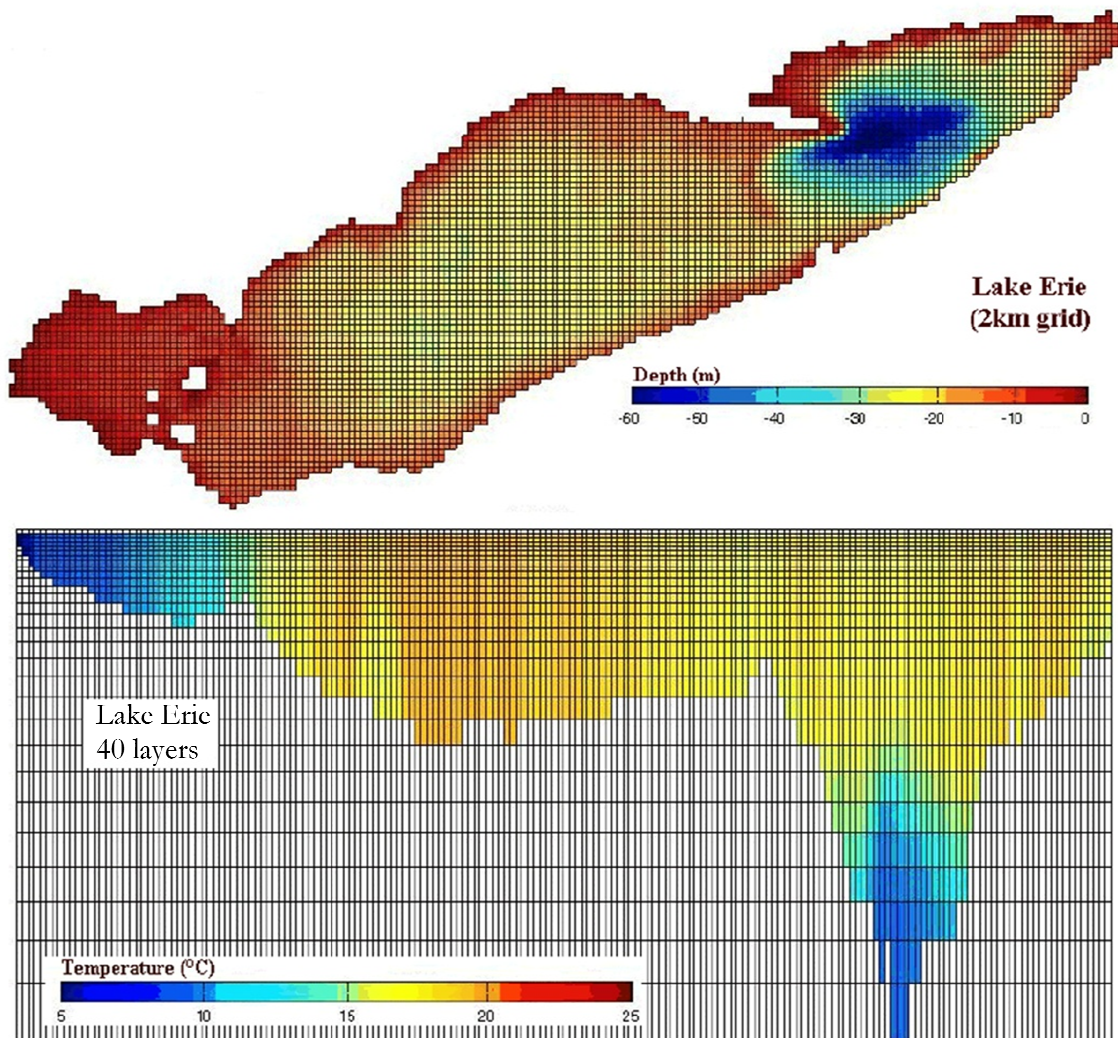 Lake Erie
(2km grid)
Depth (m)
-60 -50 -40 -30 -20 -10 0
Lake Erie
40 layers
Temperature (°C)
5 10 15 20 25